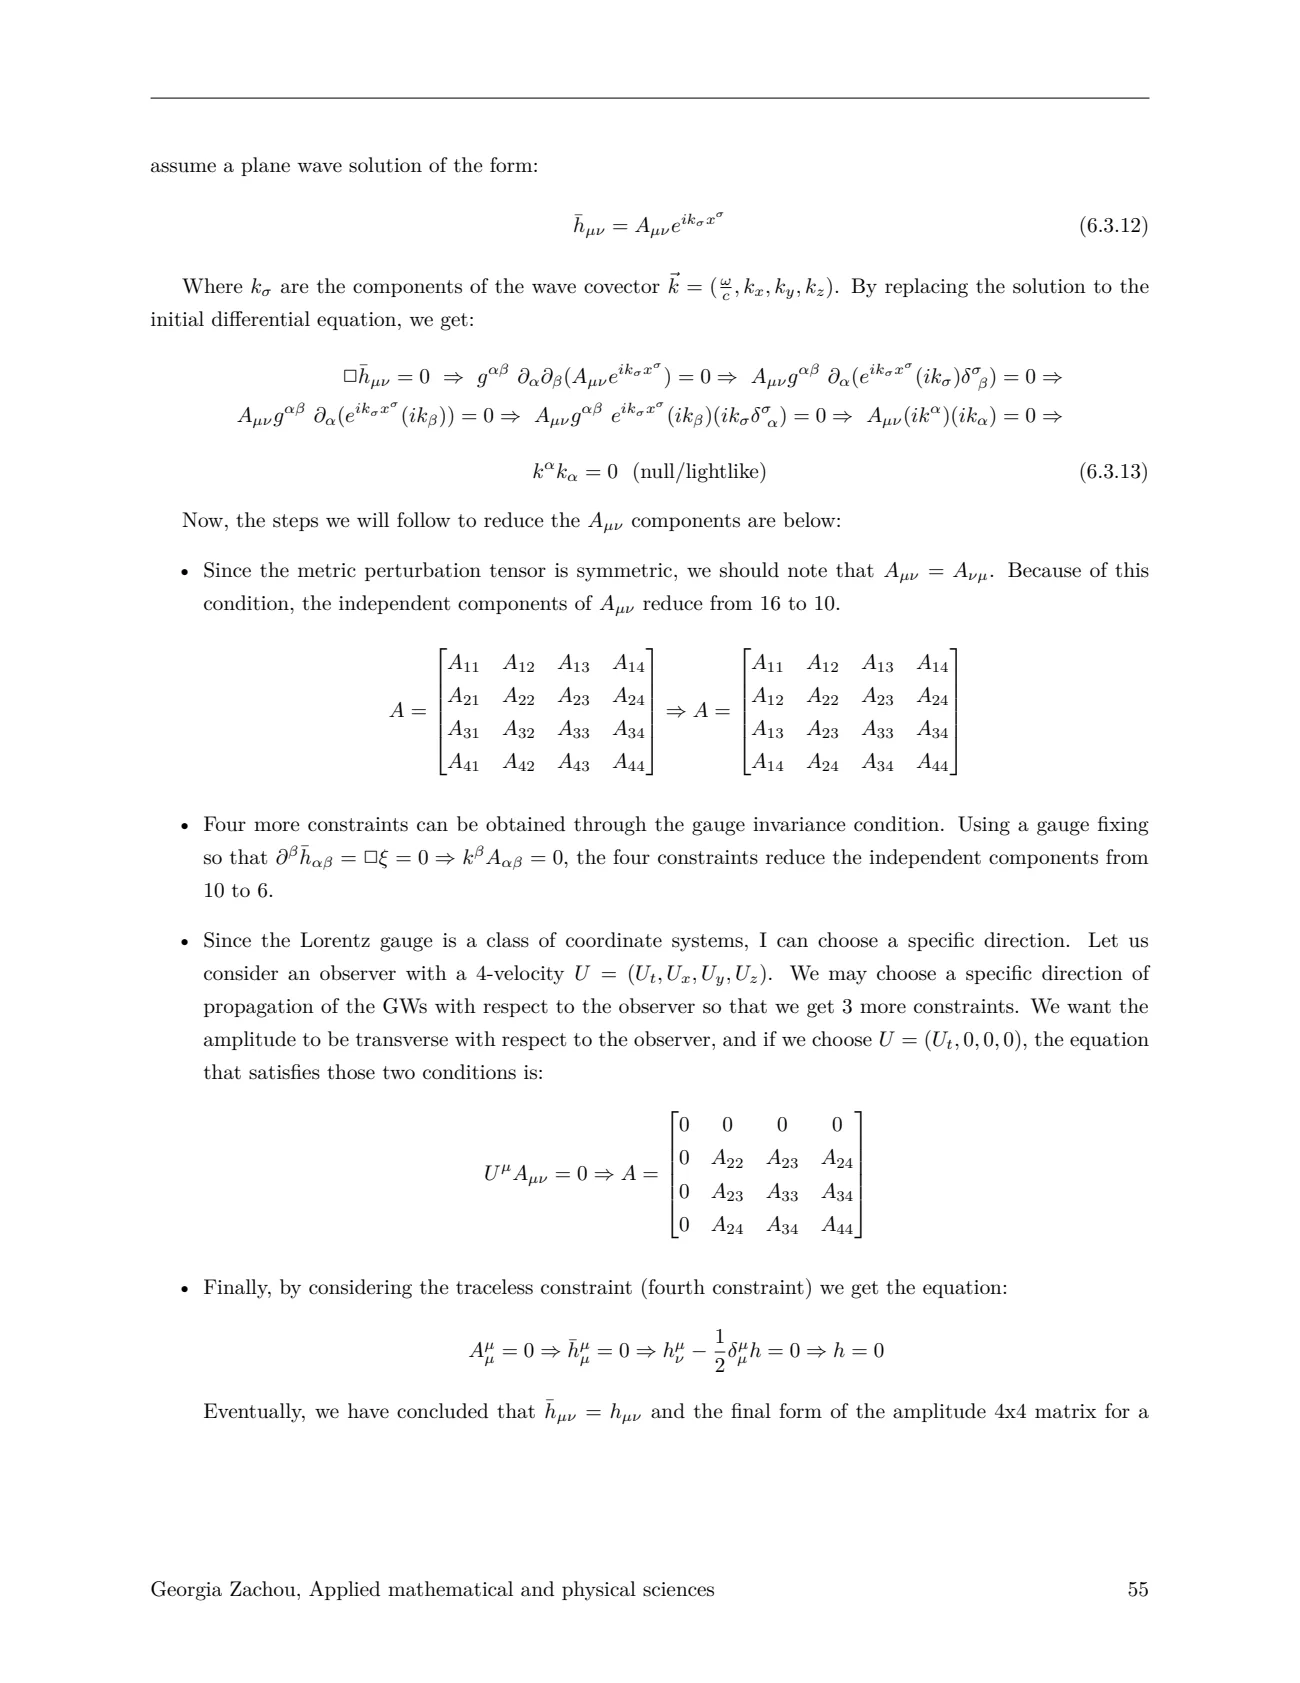 assume a plane wave solution of the form:
h̄_{μν} = A_{μν}e^{ik_σx^σ} (6.3.12)
Where k_σ are the components of the wave covector k⃗ = (ω/c, k_x, k_y, k_z). By replacing the solution to the
initial differential equation, we get:
□h̄_{μν} = 0 ⇒ g^{αβ} ∂_α∂_β(A_{μν}e^{ik_σx^σ}) = 0 ⇒ A_{μν}g^{αβ} ∂_α(e^{ik_σx^σ}(ik_σ)δ^σ_β) = 0 ⇒
A_{μν}g^{αβ} ∂_α(e^{ik_σx^σ}(ik_β)) = 0 ⇒ A_{μν}g^{αβ} e^{ik_σx^σ}(ik_β)(ik_σδ^σ_α) = 0 ⇒ A_{μν}(ik^α)(ik_α) = 0 ⇒
k^αk_α = 0 (null/lightlike) (6.3.13)
Now, the steps we will follow to reduce the A_{μν} components are below:
• Since the metric perturbation tensor is symmetric, we should note that A_{μν} = A_{νμ}. Because of this
condition, the independent components of A_{μν} reduce from 16 to 10.
A = [A_{11} A_{12} A_{13} A_{14}; A_{21} A_{22} A_{23} A_{24}; A_{31} A_{32} A_{33} A_{34}; A_{41} A_{42} A_{43} A_{44}] ⇒ A = [A_{11} A_{12} A_{13} A_{14}; A_{12} A_{22} A_{23} A_{24}; A_{13} A_{23} A_{33} A_{34}; A_{14} A_{24} A_{34} A_{44}]
• Four more constraints can be obtained through the gauge invariance condition. Using a gauge fixing
so that ∂^βh̄_{αβ} = □ξ = 0 ⇒ k^βA_{αβ} = 0, the four constraints reduce the independent components from
10 to 6.
• Since the Lorentz gauge is a class of coordinate systems, I can choose a specific direction. Let us
consider an observer with a 4-velocity U = (U_t, U_x, U_y, U_z). We may choose a specific direction of
propagation of the GWs with respect to the observer so that we get 3 more constraints. We want the
amplitude to be transverse with respect to the observer, and if we choose U = (U_t, 0, 0, 0), the equation
that satisfies those two conditions is:
U^μA_{μν} = 0 ⇒ A = [0 0 0 0; 0 A_{22} A_{23} A_{24}; 0 A_{23} A_{33} A_{34}; 0 A_{24} A_{34} A_{44}]
• Finally, by considering the traceless constraint (fourth constraint) we get the equation:
A^μ_μ = 0 ⇒ h̄^μ_μ = 0 ⇒ h^μ_ν − 1/2 δ^μ_μh = 0 ⇒ h = 0
Eventually, we have concluded that h̄_{μν} = h_{μν} and the final form of the amplitude 4x4 matrix for a
Georgia Zachou, Applied mathematical and physical sciences 55